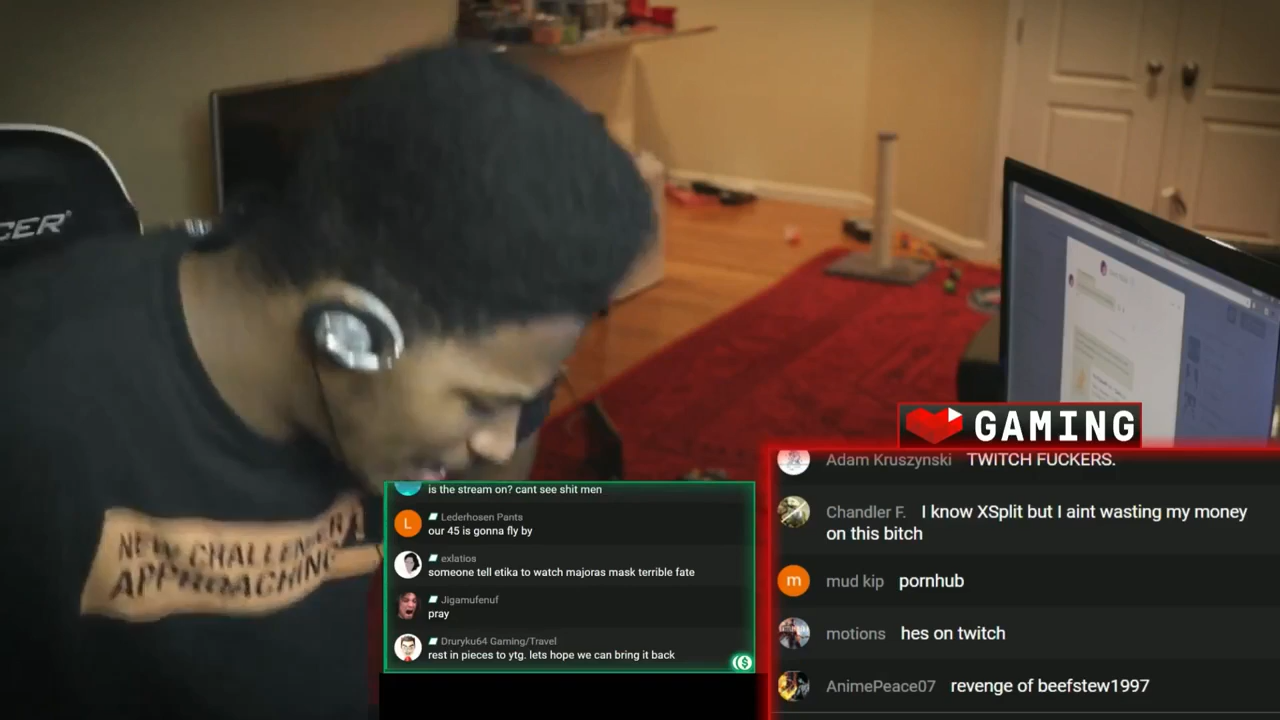 CER
NEW CHALLENGER
APPROACHING
GAMING
is the stream on? cant see shit men
Lederhosen Pants
our 45 is gonna fly by
exlatios
someone tell etika to watch majoras mask terrible fate
Jigamufenuf
pray
Druryku64 Gaming/Travel
rest in pieces to ytg. lets hope we can bring it back
Adam Kruszynski TWITCH FUCKERS.
Chandler F. I know XSplit but I aint wasting my money
on this bitch
mud kip pornhub
motions hes on twitch
AnimePeace07 revenge of beefstew1997
L
m